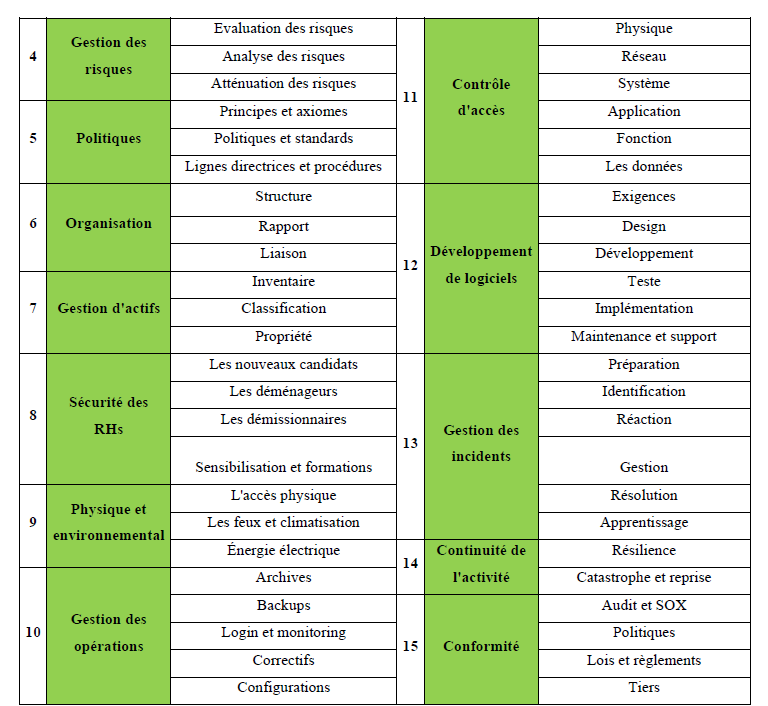 4
Gestion des
risques
Evaluation des risques
Analyse des risques
Atténuation des risques
5
Politiques
Principes et axiomes
Politiques et standards
Lignes directrices et procédures
6
Organisation
Structure
Rapport
Liaison
7
Gestion d'actifs
Inventaire
Classification
Propriété
8
Sécurité des
RHs
Les nouveaux candidats
Les déménageurs
Les démissionnaires
Sensibilisation et formations
9
Physique et
environnemental
L'accès physique
Les feux et climatisation
Énergie électrique
10
Gestion des
opérations
Archives
Backups
Login et monitoring
Correctifs
Configurations
11
Contrôle
d'accès
Physique
Réseau
Système
Application
Fonction
Les données
12
Développement
de logiciels
Exigences
Design
Développement
Teste
Implémentation
Maintenance et support
13
Gestion des
incidents
Préparation
Identification
Réaction
Gestion
Résolution
Apprentissage
14
Continuité de
l'activité
Résilience
Catastrophe et reprise
15
Conformité
Audit et SOX
Politiques
Lois et règlements
Tiers